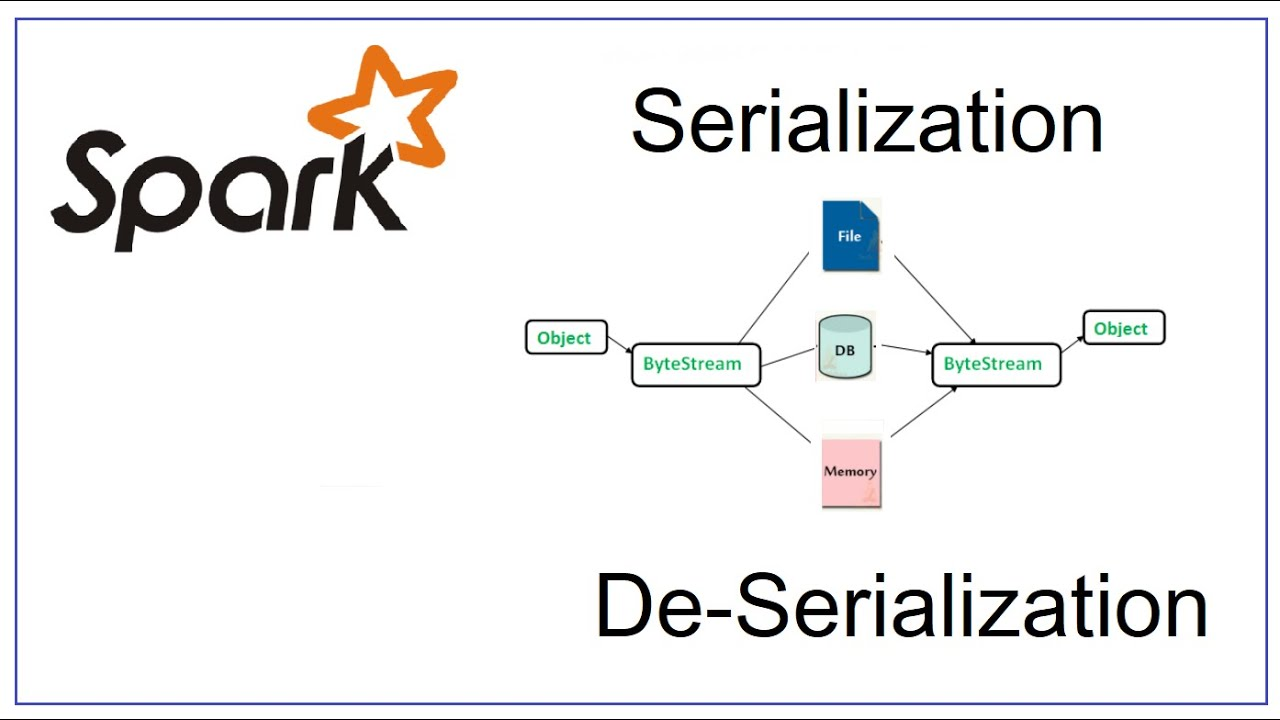 Spark
Serialization
File
Object
ByteStream
DB
ByteStream
Object
Memory
De-Serialization